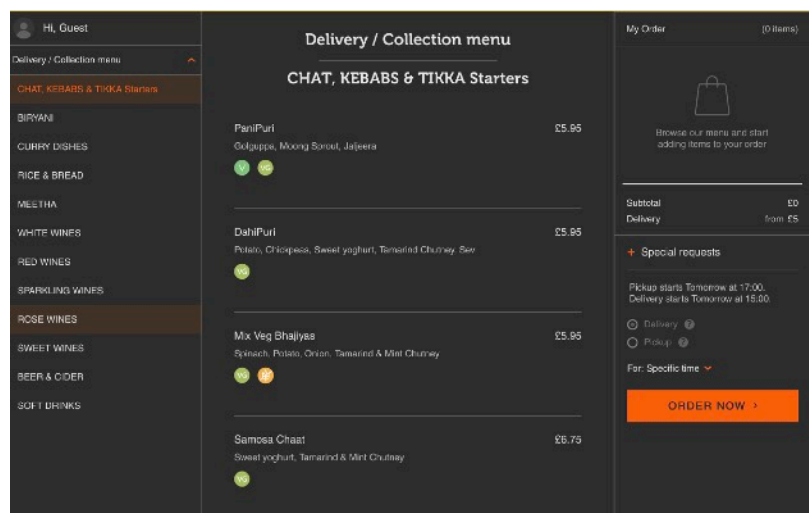 Hi, Guest
Delivery / Collection menu
CHAT, KEBABS & TIKKA Starters
BIRYANI
CURRY DISHES
RICE & BREAD
MEETHA
WHITE WINES
RED WINES
SPARKLING WINES
ROSE WINES
SWEET WINES
BEER & CIDER
SOFT DRINKS
Delivery / Collection menu
CHAT, KEBABS & TIKKA Starters
PaniPuri £5.95
Golguppa, Moong Sprout, Jaljeera
V VG
DahiPuri £5.95
Potato, Chickpeas, Sweet yoghurt, Tamarind Chutney, Sev
VG
Mix Veg Bhajiyas £5.95
Spinach, Potato, Onion, Tamarind & Mint Chutney
VG
Samosa Chaat £6.75
Sweet yoghurt, Tamarind & Mint Chutney
VG
My Order (0 items)
Browse our menu and start
adding items to your order
Subtotal £0
Delivery from £5
+ Special requests
Pickup starts Tomorrow at 17:00.
Delivery starts Tomorrow at 15:00.
Delivery ?
Pickup ?
For: Specific time
ORDER NOW >